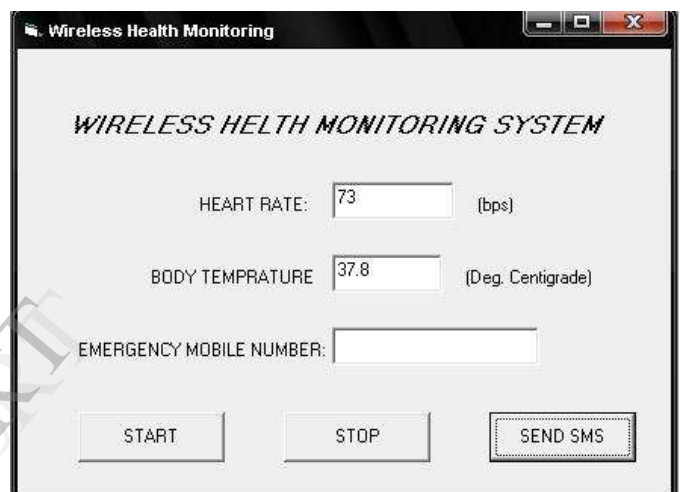 Wireless Health Monitoring
WIRELESS HELTH MONITORING SYSTEM
HEART RATE: 73 (bps)
BODY TEMPRATURE 37.8 (Deg. Centigrade)
EMERGENCY MOBILE NUMBER:
START STOP SEND SMS